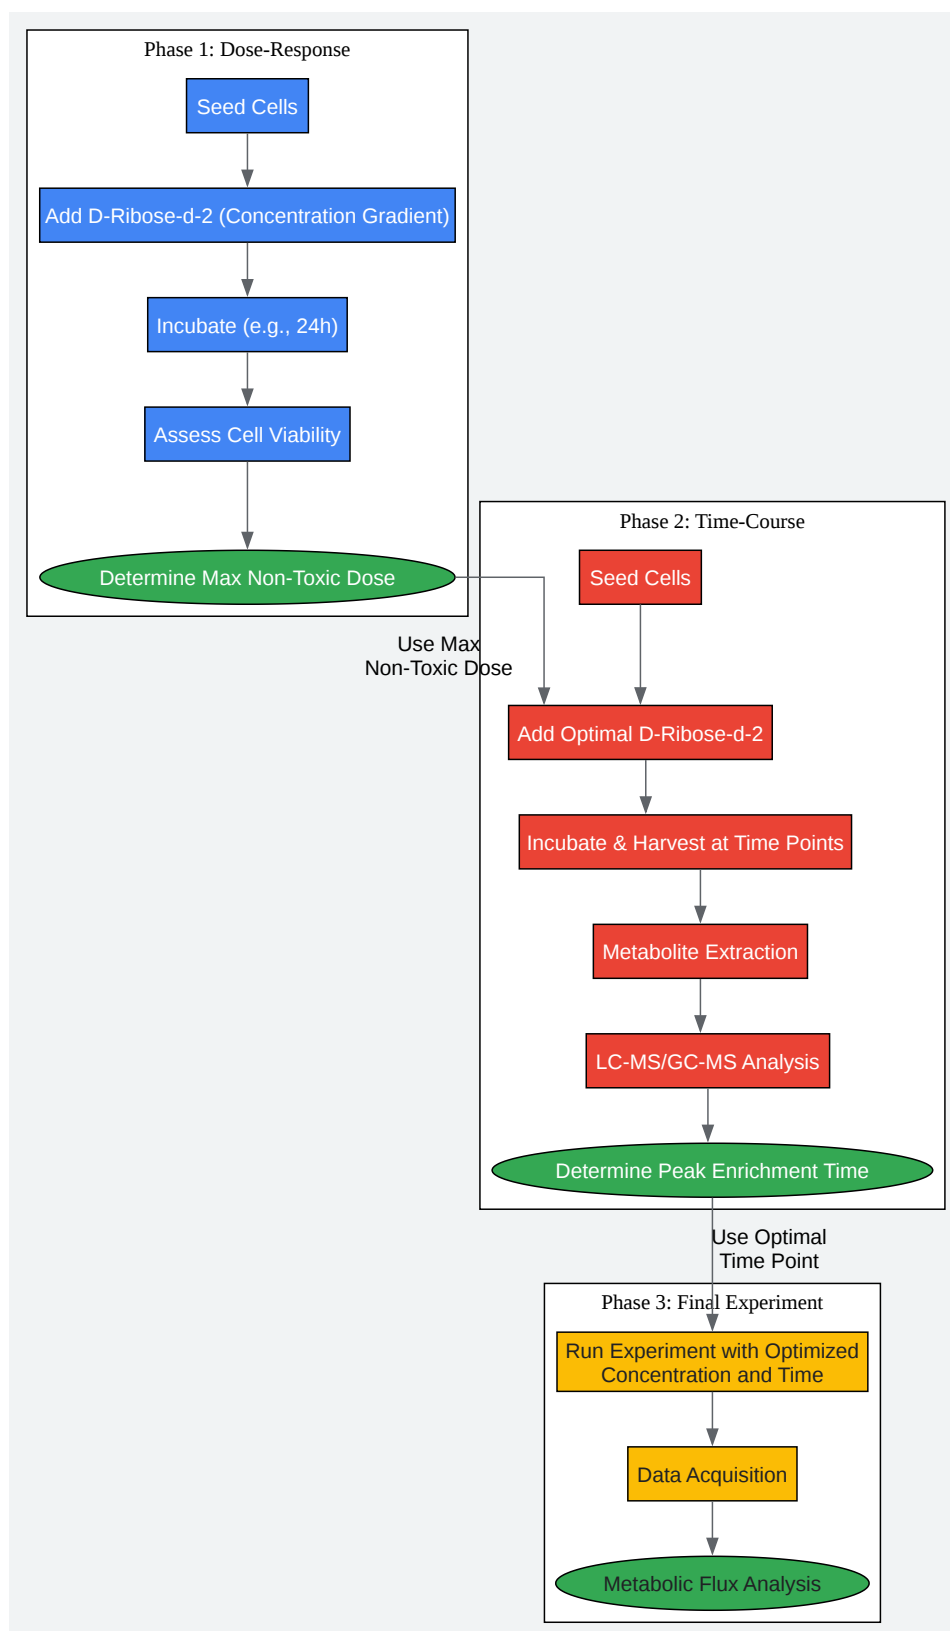 Phase 1: Dose-Response
Seed Cells
Add D-Ribose-d-2 (Concentration Gradient)
Incubate (e.g., 24h)
Assess Cell Viability
Determine Max Non-Toxic Dose
Use Max
Non-Toxic Dose
Phase 2: Time-Course
Seed Cells
Add Optimal D-Ribose-d-2
Incubate & Harvest at Time Points
Metabolite Extraction
LC-MS/GC-MS Analysis
Determine Peak Enrichment Time
Use Optimal
Time Point
Phase 3: Final Experiment
Run Experiment with Optimized
Concentration and Time
Data Acquisition
Metabolic Flux Analysis